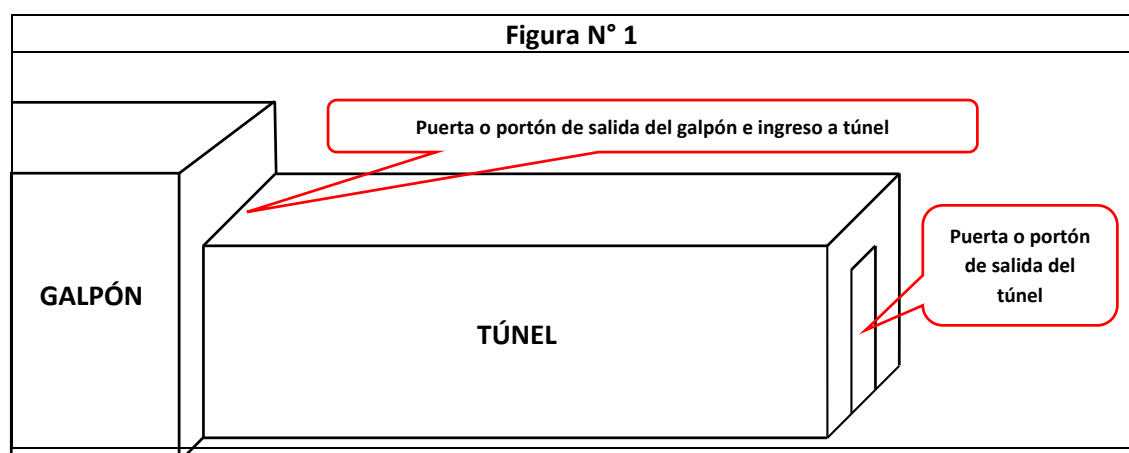 Figura N° 1
Puerta o portón de salida del galpón e ingreso a túnel
Puerta o portón
de salida del
túnel
GALPÓN
TÚNEL